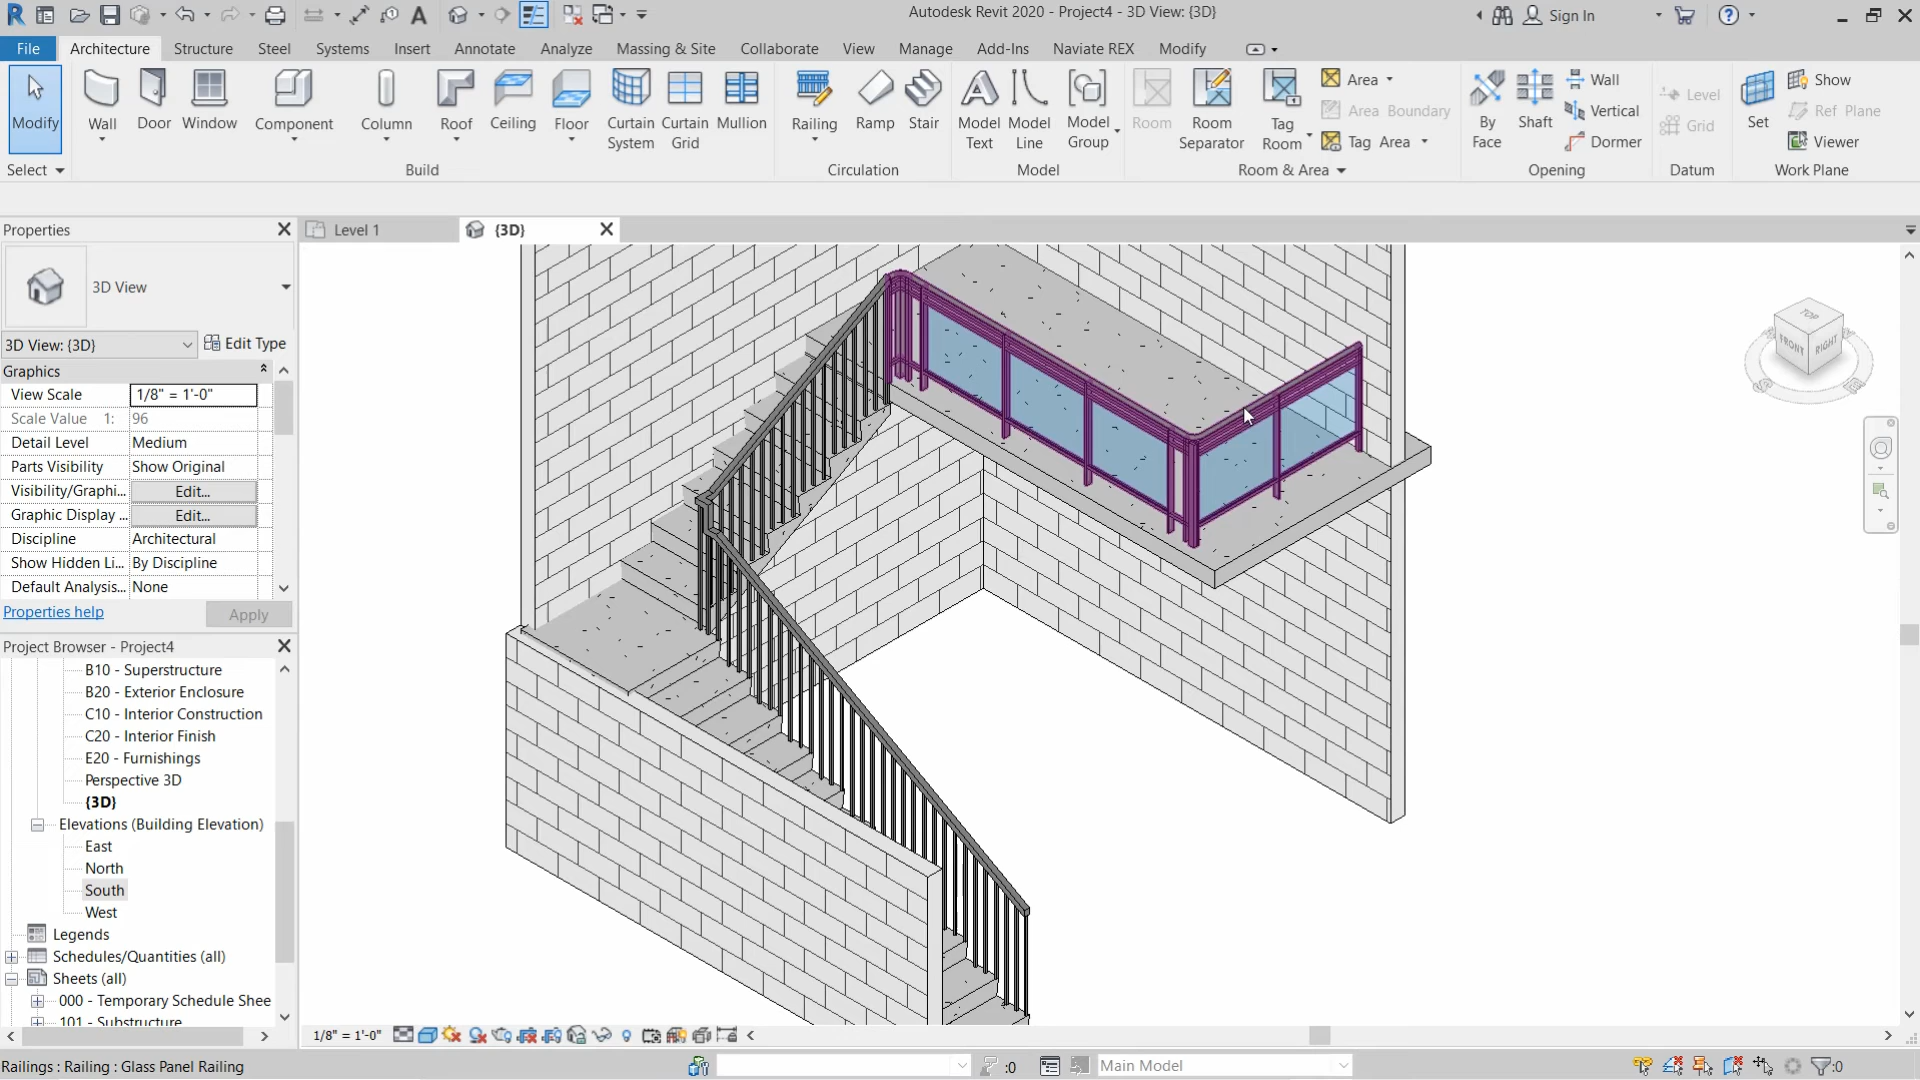 Autodesk Revit 2020 - Project4 - 3D View: {3D}
Sign In
File Architecture Structure Steel Systems Insert Annotate Analyze Massing & Site Collaborate View Manage Add-Ins Naviate REX Modify
Modify
Wall
Door
Window
Component
Column
Roof
Ceiling
Floor
Curtain System
Curtain Grid
Mullion
Railing
Ramp
Stair
Model Text
Model Line
Model Group
Room
Room Separator
Tag Room
Area
Area Boundary
Tag Area
By Face
Shaft
Wall
Vertical
Dormer
Level
Grid
Set
Show
Ref Plane
Viewer
Select Build Circulation Model Room & Area Opening Datum Work Plane
Properties
Level 1
{3D}
3D View
3D View: {3D}
Edit Type
Graphics
View Scale 1/8" = 1'-0"
Scale Value 1: 96
Detail Level Medium
Parts Visibility Show Original
Visibility/Graphi... Edit...
Graphic Display ... Edit...
Discipline Architectural
Show Hidden Li... By Discipline
Default Analysis... None
Properties help
Apply
Project Browser - Project4
B10 - Superstructure
B20 - Exterior Enclosure
C10 - Interior Construction
C20 - Interior Finish
E20 - Furnishings
Perspective 3D
{3D}
Elevations (Building Elevation)
East
North
South
West
Legends
Schedules/Quantities (all)
Sheets (all)
000 - Temporary Schedule Shee
101 - Substructure
TOP
FRONT
RIGHT
1/8" = 1'-0"
Railings : Railing : Glass Panel Railing
:0
Main Model
:0